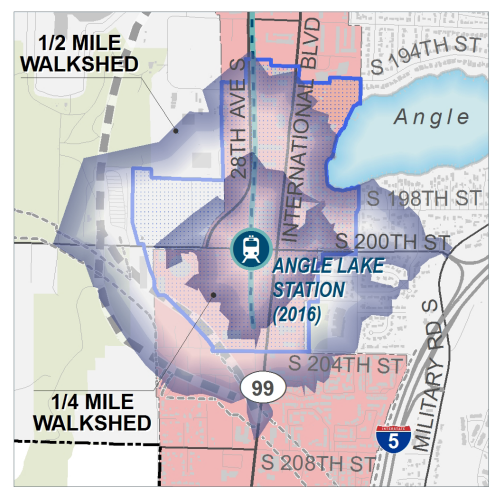 1/2 MILE
WALKSHED
28TH AVE S
INTERNATIONAL BLVD
S 194TH ST
Angle
S 198TH ST
S 200TH ST
ANGLE LAKE
STATION
(2016)
S 204TH ST
99
1/4 MILE
WALKSHED
MILITARY RD S
INTERSTATE
5
S 208TH ST